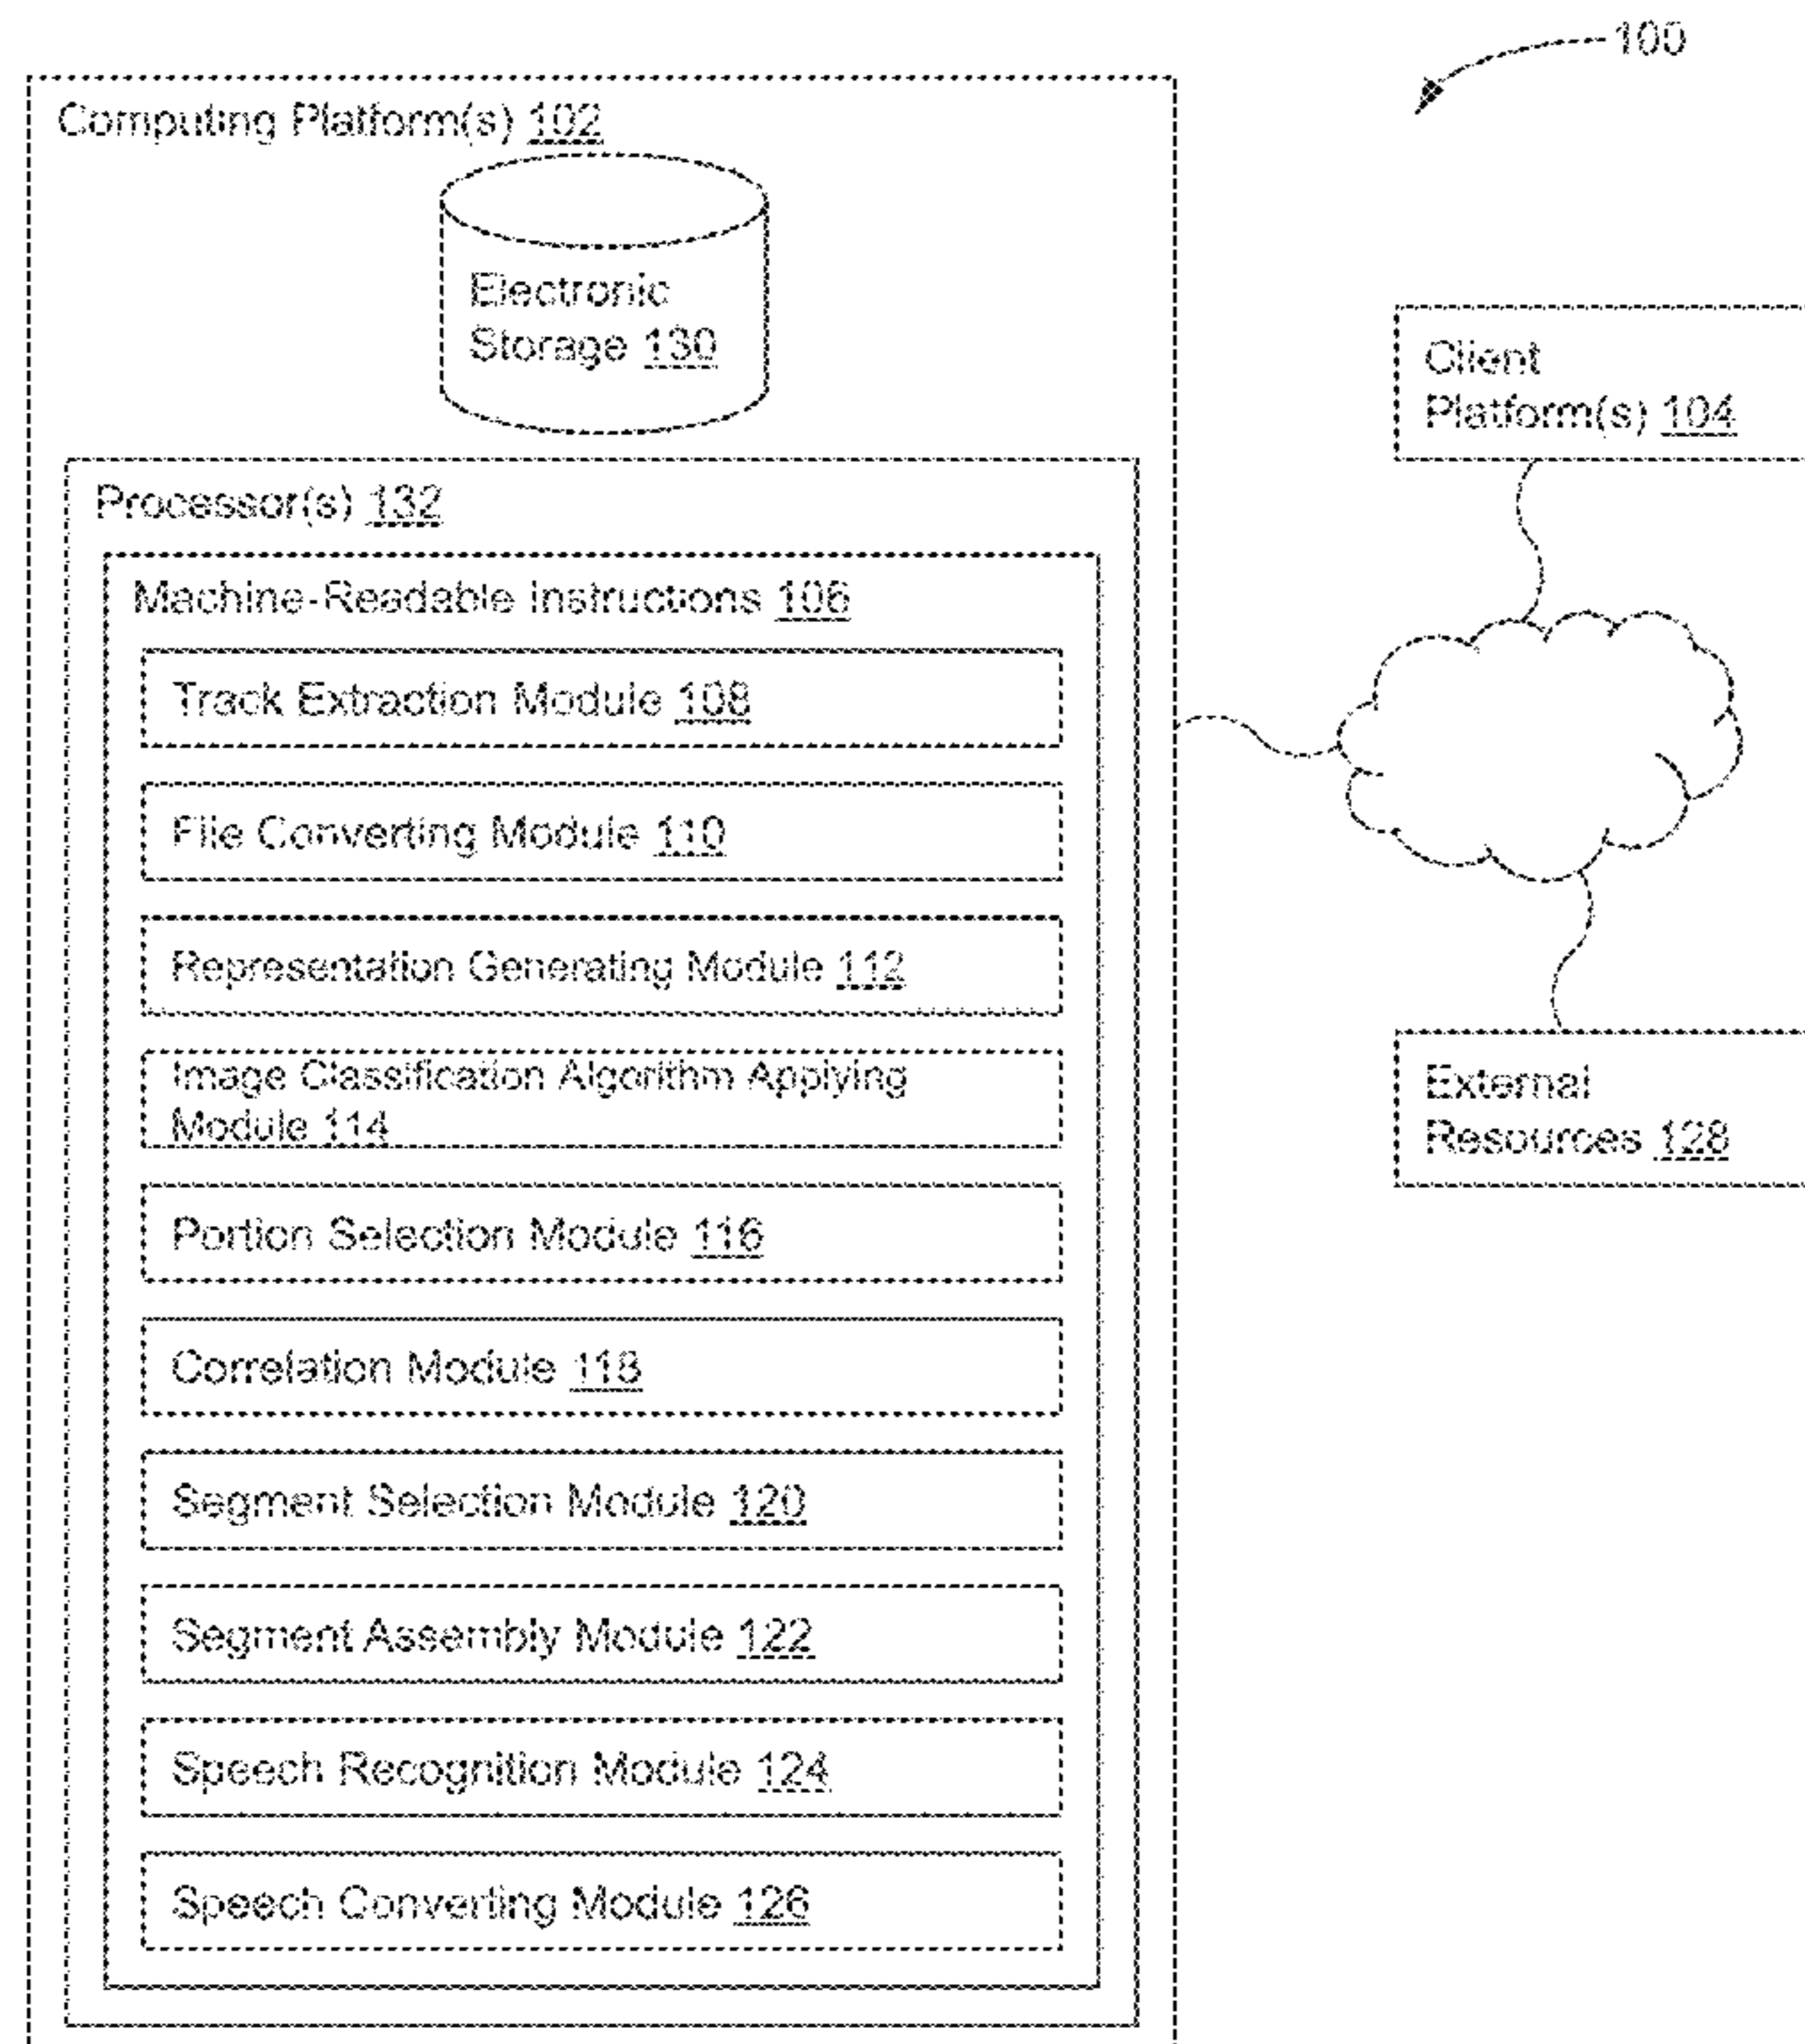 100
Computing Platform(s) 102
Electronic
Storage 130
Client
Platform(s) 104
Processor(s) 132
Machine-Readable Instructions 106
Track Extraction Module 108
File Converting Module 110
Representation Generating Module 112
Image Classification Algorithm Applying
Module 114
External
Resources 128
Portion Selection Module 116
Correlation Module 118
Segment Selection Module 120
Segment Assembly Module 122
Speech Recognition Module 124
Speech Converting Module 126